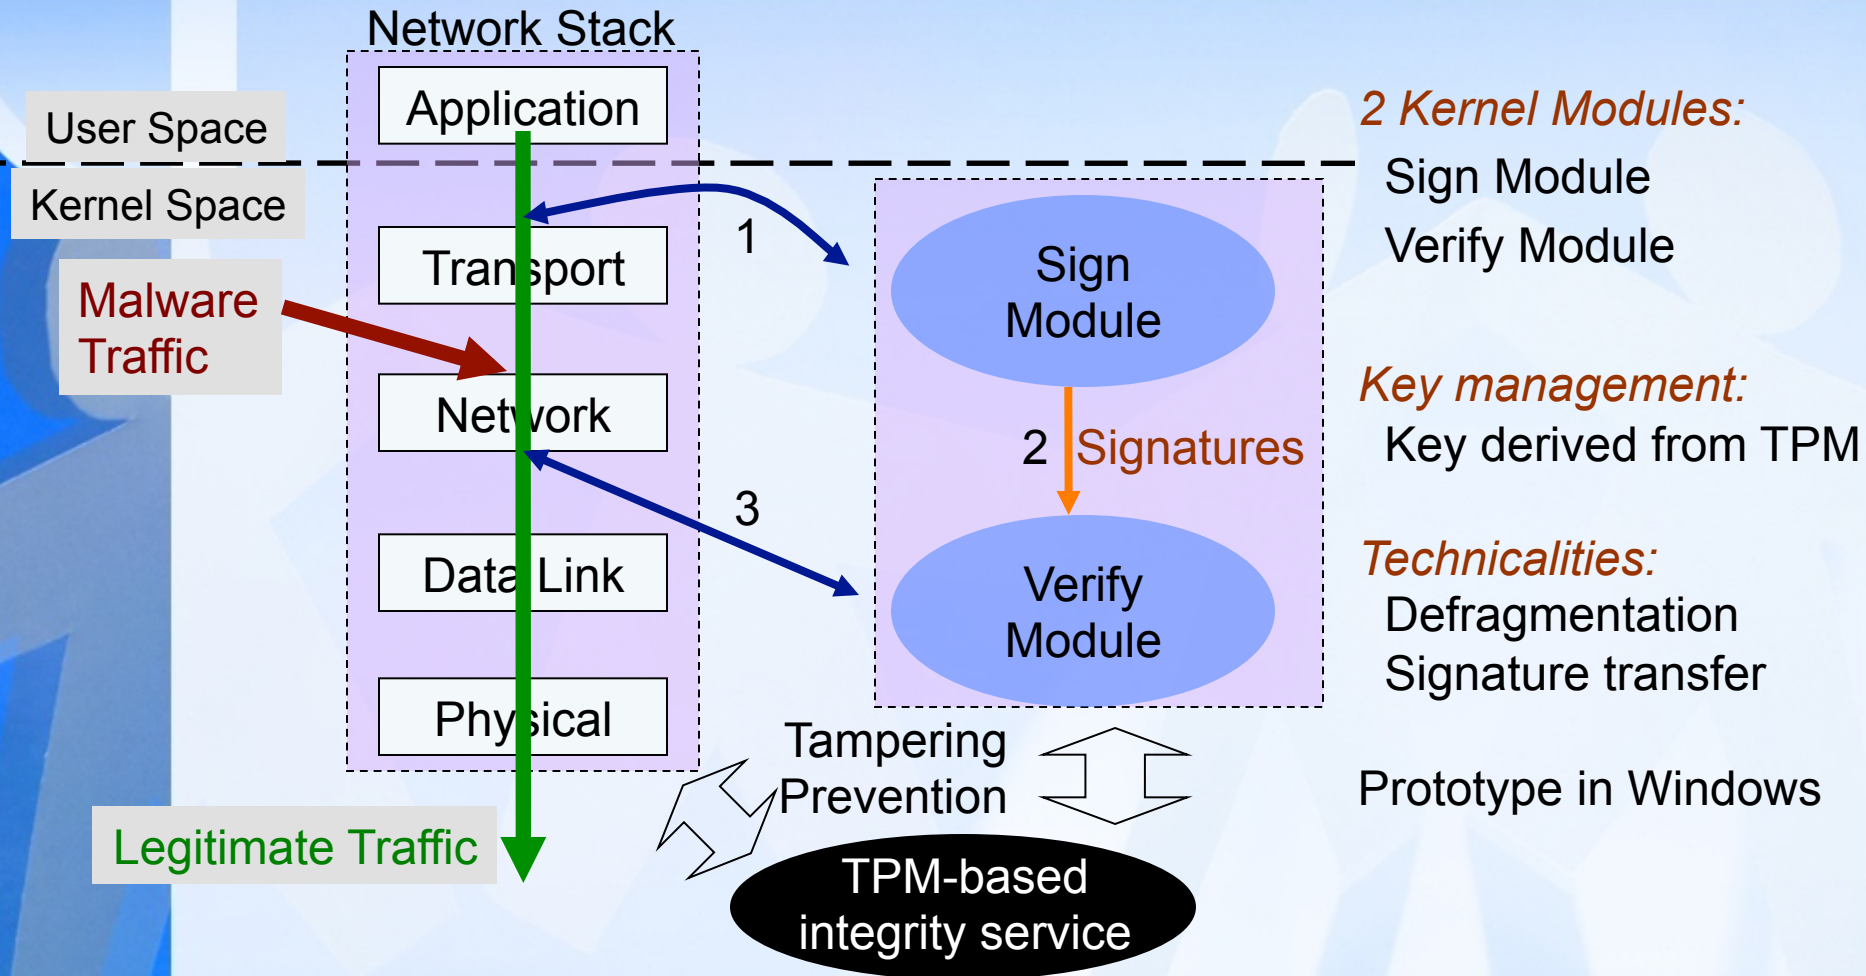 Network Stack
Application
User Space
Kernel Space
Transport
Malware
Traffic
Network
Data Link
Physical
Legitimate Traffic
1
Sign
Module
2
Signatures
3
Verify
Module
Tampering
Prevention
TPM-based
integrity service
2 Kernel Modules:
Sign Module
Verify Module
Key management:
Key derived from TPM
Technicalities:
Defragmentation
Signature transfer
Prototype in Windows